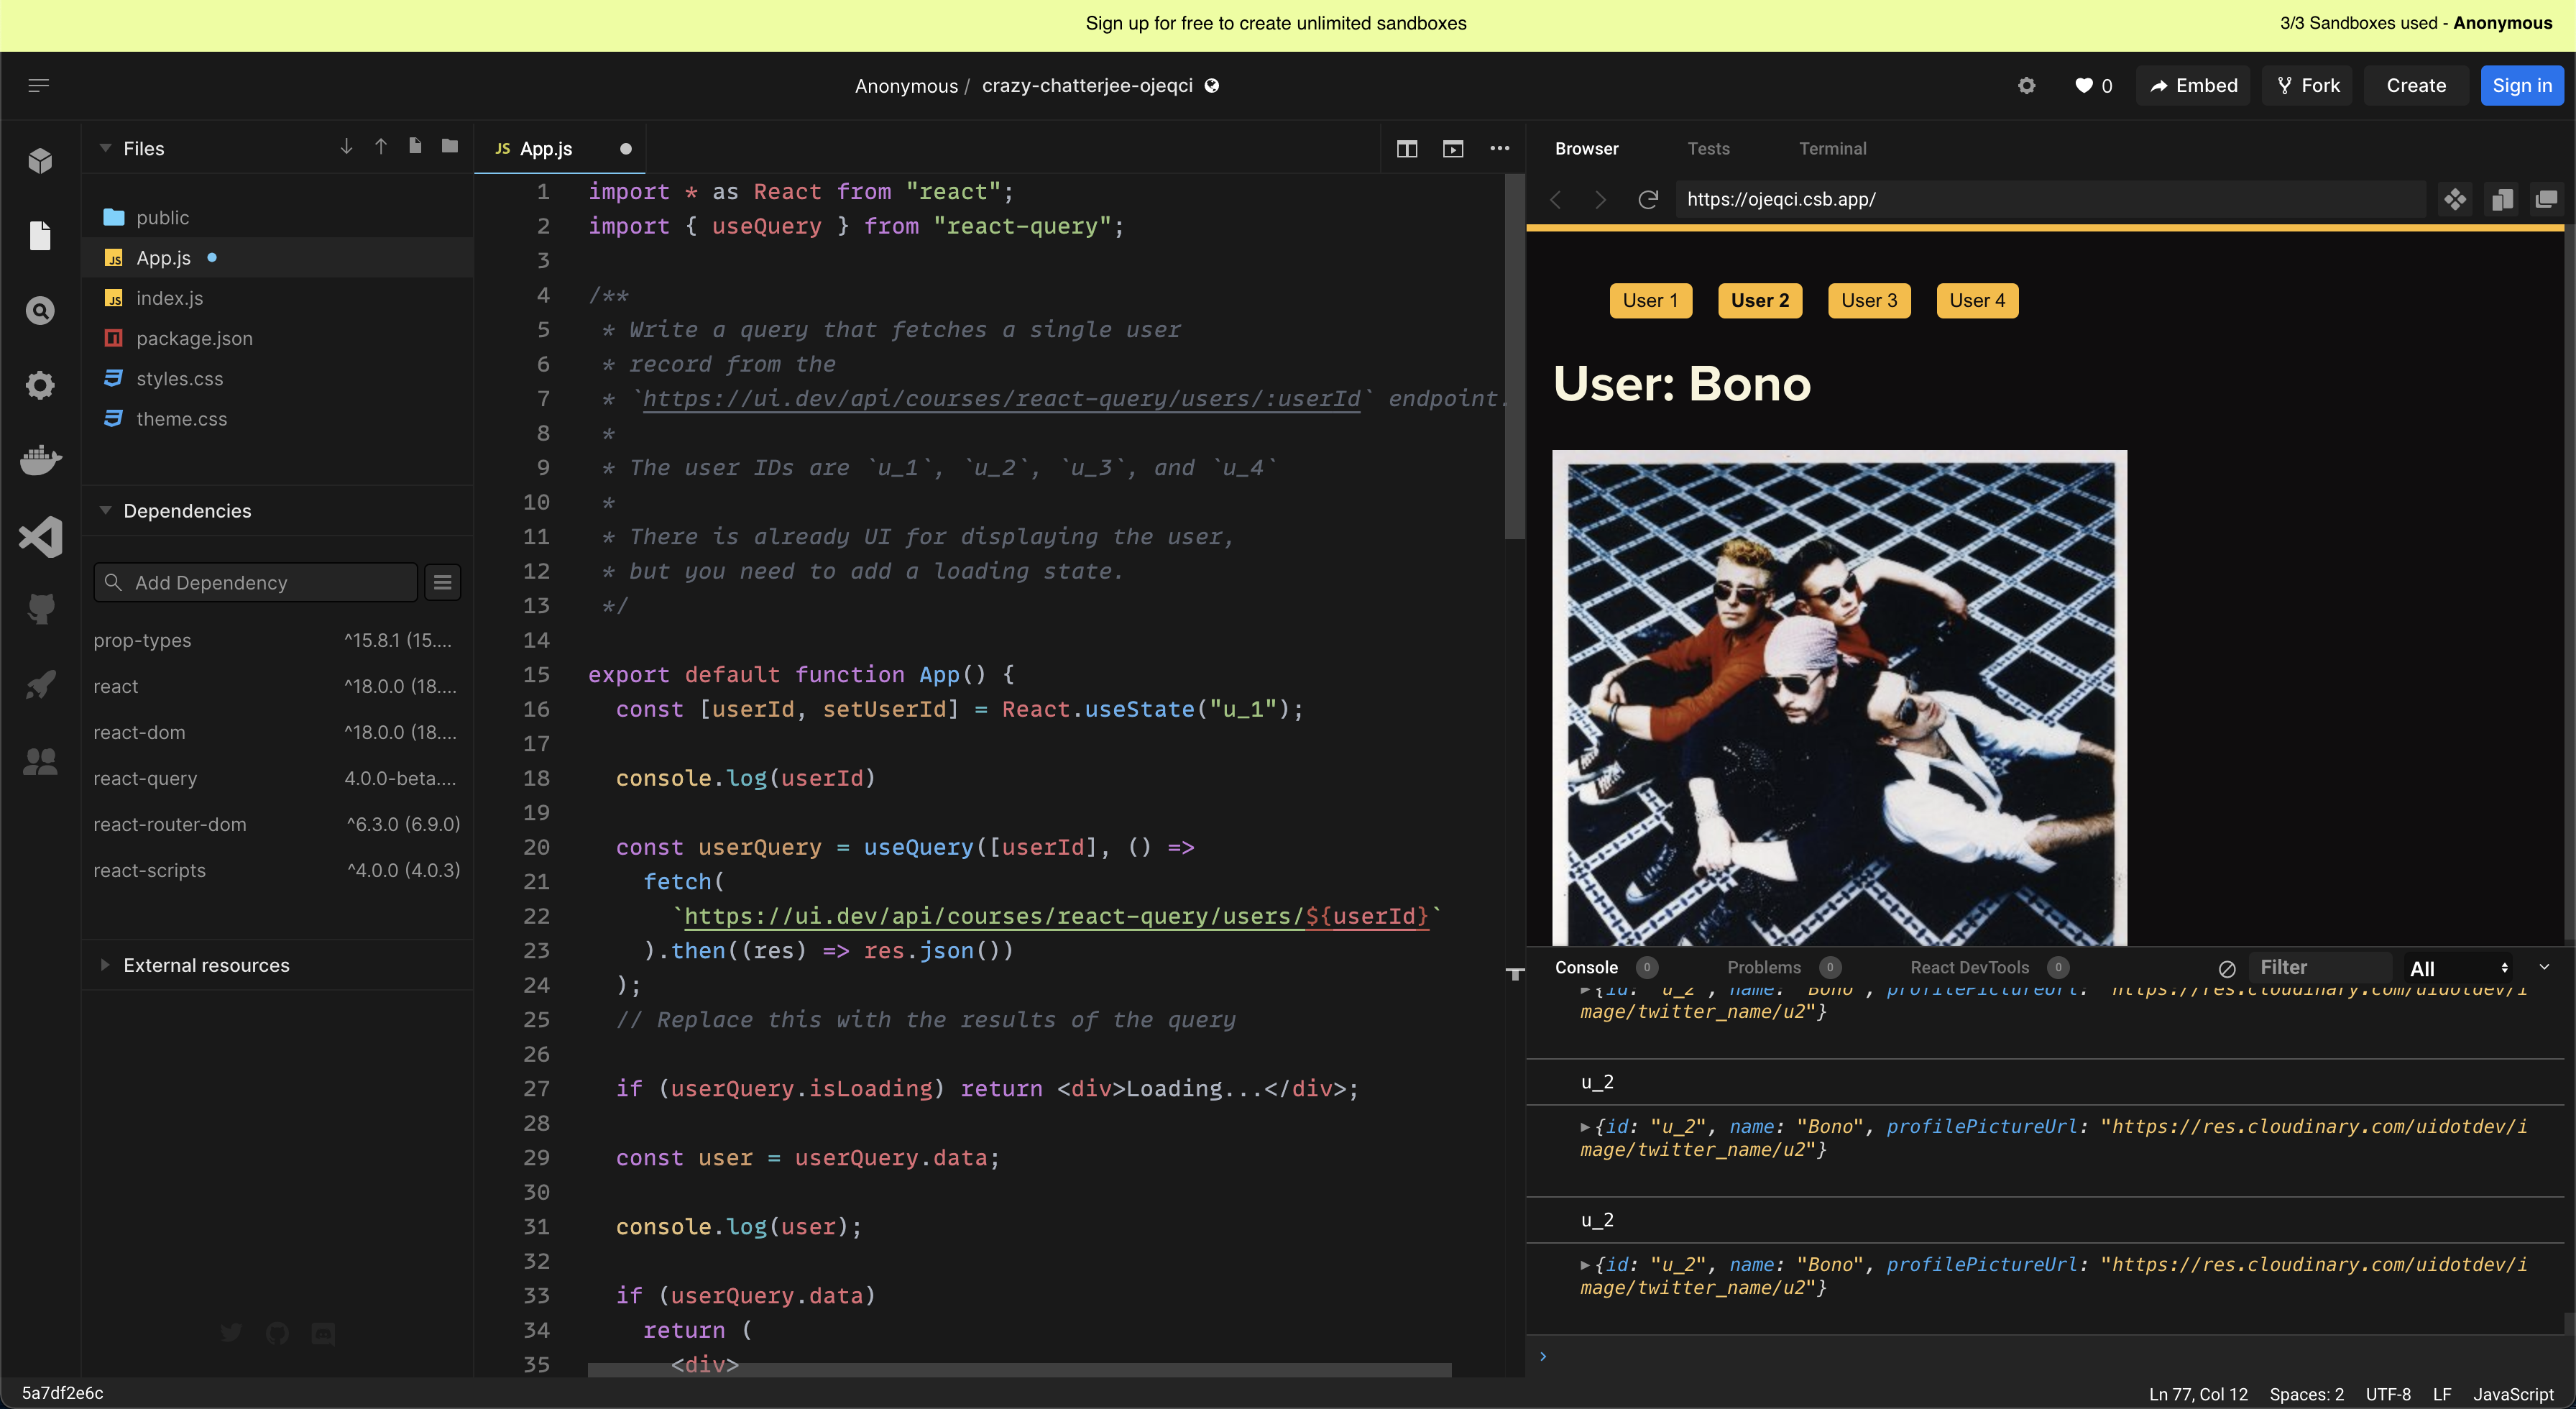 Sign up for free to create unlimited sandboxes
3/3 Sandboxes used - Anonymous
Anonymous / crazy-chatterjee-ojeqci
0
Embed
Fork
Create
Sign in
Files
public
App.js
index.js
package.json
styles.css
theme.css
Dependencies
Add Dependency
prop-types ^15.8.1 (15....
react ^18.0.0 (18....
react-dom ^18.0.0 (18....
react-query 4.0.0-beta....
react-router-dom ^6.3.0 (6.9.0)
react-scripts ^4.0.0 (4.0.3)
External resources
JS App.js
1 import * as React from "react";
2 import { useQuery } from "react-query";
3
4 /**
5 * Write a query that fetches a single user
6 * record from the
7 * `https://ui.dev/api/courses/react-query/users/:userId` endpoint.
8 *
9 * The user IDs are `u_1`, `u_2`, `u_3`, and `u_4`
10 *
11 * There is already UI for displaying the user,
12 * but you need to add a loading state.
13 */
14
15 export default function App() {
16 const [userId, setUserId] = React.useState("u_1");
17
18 console.log(userId)
19
20 const userQuery = useQuery([userId], () =>
21 fetch(
22 `https://ui.dev/api/courses/react-query/users/${userId}`
23 ).then((res) => res.json())
24 );
25 // Replace this with the results of the query
26
27 if (userQuery.isLoading) return <div>Loading...</div>;
28
29 const user = userQuery.data;
30
31 console.log(user);
32
33 if (userQuery.data)
34 return (
35 <div>
Browser Tests Terminal
https://ojeqci.csb.app/
User 1 User 2 User 3 User 4
User: Bono
Console 0 Problems 0 React DevTools 0 Filter All
{id: "u_2", name: "Bono", profilePictureUrl: "https://res.cloudinary.com/uidotdev/i
mage/twitter_name/u2"}
u_2
{id: "u_2", name: "Bono", profilePictureUrl: "https://res.cloudinary.com/uidotdev/i
mage/twitter_name/u2"}
u_2
{id: "u_2", name: "Bono", profilePictureUrl: "https://res.cloudinary.com/uidotdev/i
mage/twitter_name/u2"}
5a7df2e6c
Ln 77, Col 12 Spaces: 2 UTF-8 LF JavaScript